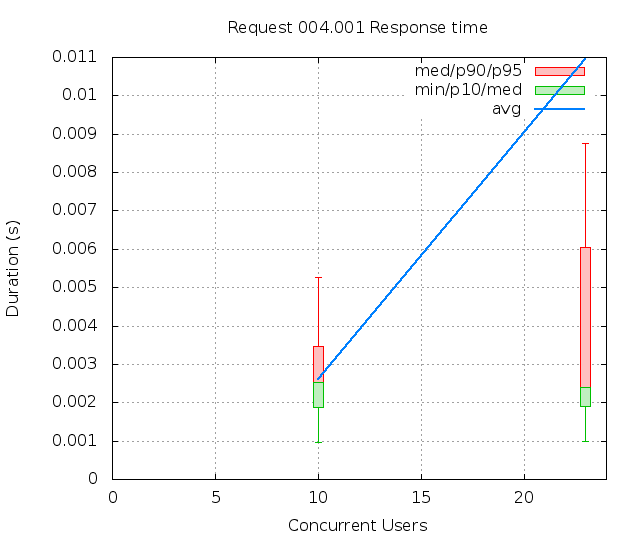 Request 004.001 Response time
0.011
0.01
0.009
0.008
0.007
0.006
0.005
0.004
0.003
0.002
0.001
0
med/p90/p95
min/p10/med
avg
Duration (s)
0 5 10 15 20
Concurrent Users